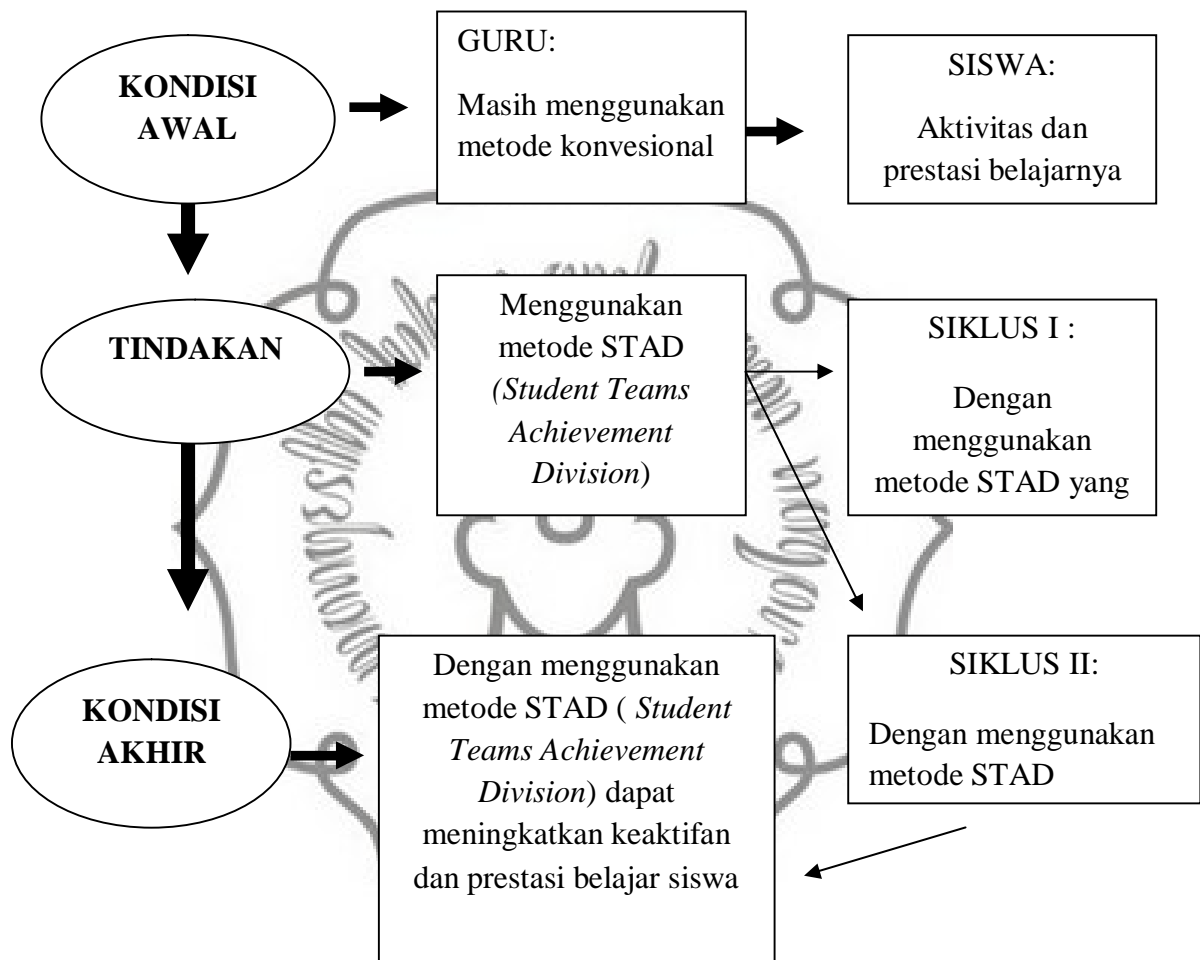 KONDISI
AWAL
GURU:
Masih menggunakan
metode konvesional
SISWA:
Aktivitas dan
prestasi belajarnya
TINDAKAN
Menggunakan
metode STAD
(Student Teams
Achievement
Division)
SIKLUS I :
Dengan
menggunakan
metode STAD yang
KONDISI
AKHIR
Dengan menggunakan
metode STAD ( Student
Teams Achievement
Division) dapat
meningkatkan keaktifan
dan prestasi belajar siswa
SIKLUS II:
Dengan menggunakan
metode STAD